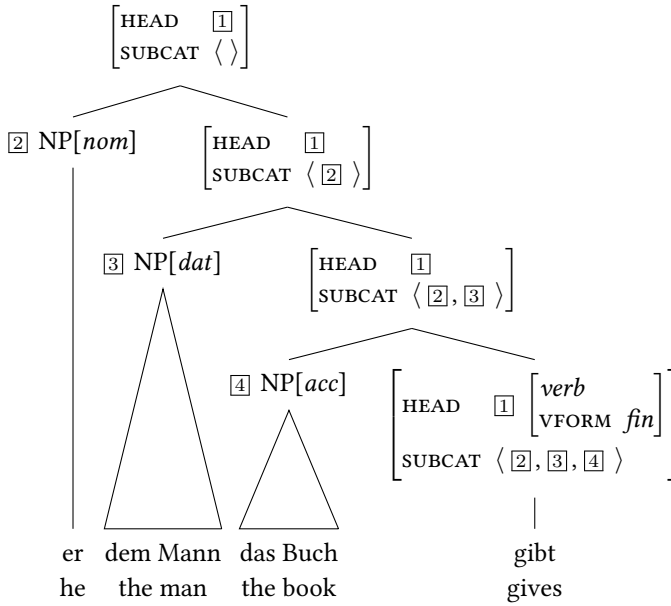 HEAD 1
SUBCAT ⟨ ⟩
2 NP[nom]
HEAD 1
SUBCAT ⟨ 2 ⟩
3 NP[dat]
HEAD 1
SUBCAT ⟨ 2 , 3 ⟩
4 NP[acc]
HEAD 1 [verb
VFORM fin]
SUBCAT ⟨ 2 , 3 , 4 ⟩
er dem Mann das Buch gibt
he the man the book gives